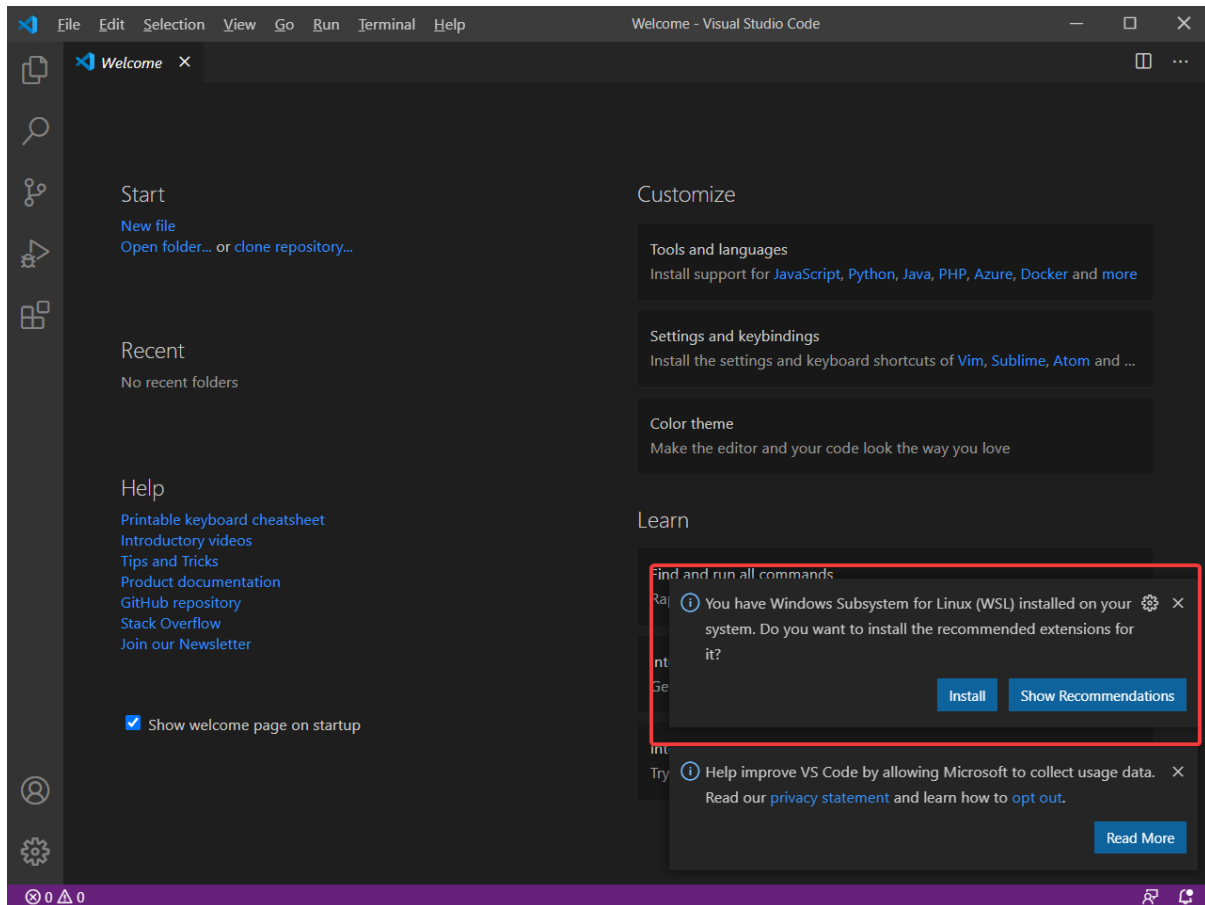 File Edit Selection View Go Run Terminal Help
Welcome - Visual Studio Code
Welcome
Start
New file
Open folder... or clone repository...
Recent
No recent folders
Help
Printable keyboard cheatsheet
Introductory videos
Tips and Tricks
Product documentation
GitHub repository
Stack Overflow
Join our Newsletter
Show welcome page on startup
Customize
Tools and languages
Install support for JavaScript, Python, Java, PHP, Azure, Docker and more
Settings and keybindings
Install the settings and keyboard shortcuts of Vim, Sublime, Atom and ...
Color theme
Make the editor and your code look the way you love
Learn
Find and run all commands
You have Windows Subsystem for Linux (WSL) installed on your
system. Do you want to install the recommended extensions for
it?
Install
Show Recommendations
Try
Help improve VS Code by allowing Microsoft to collect usage data.
Read our privacy statement and learn how to opt out.
Read More
0 0